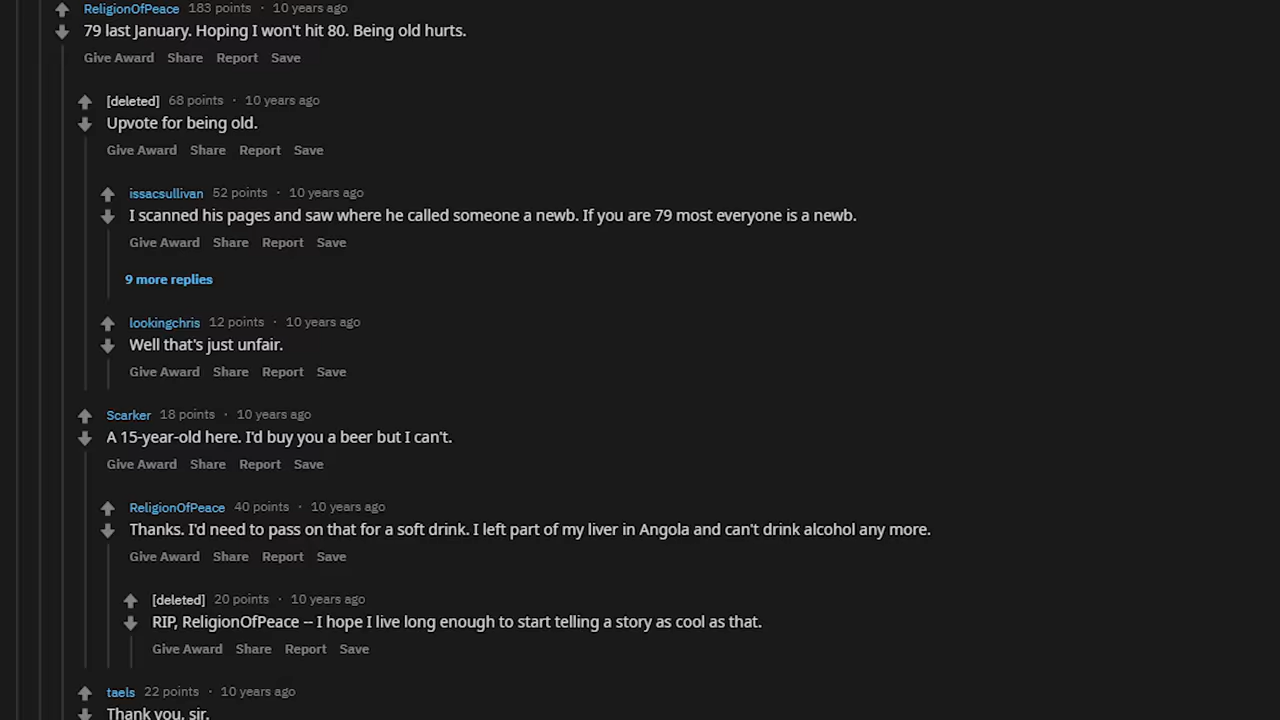 ReligionOfPeace 183 points · 10 years ago
79 last January. Hoping I won't hit 80. Being old hurts.
Give Award Share Report Save
[deleted] 68 points · 10 years ago
Upvote for being old.
Give Award Share Report Save
issacsullivan 52 points · 10 years ago
I scanned his pages and saw where he called someone a newb. If you are 79 most everyone is a newb.
Give Award Share Report Save
9 more replies
lookingchris 12 points · 10 years ago
Well that's just unfair.
Give Award Share Report Save
Scarker 18 points · 10 years ago
A 15-year-old here. I'd buy you a beer but I can't.
Give Award Share Report Save
ReligionOfPeace 40 points · 10 years ago
Thanks. I'd need to pass on that for a soft drink. I left part of my liver in Angola and can't drink alcohol any more.
Give Award Share Report Save
[deleted] 20 points · 10 years ago
RIP, ReligionOfPeace -- I hope I live long enough to start telling a story as cool as that.
Give Award Share Report Save
taels 22 points · 10 years ago
Thank you, sir.